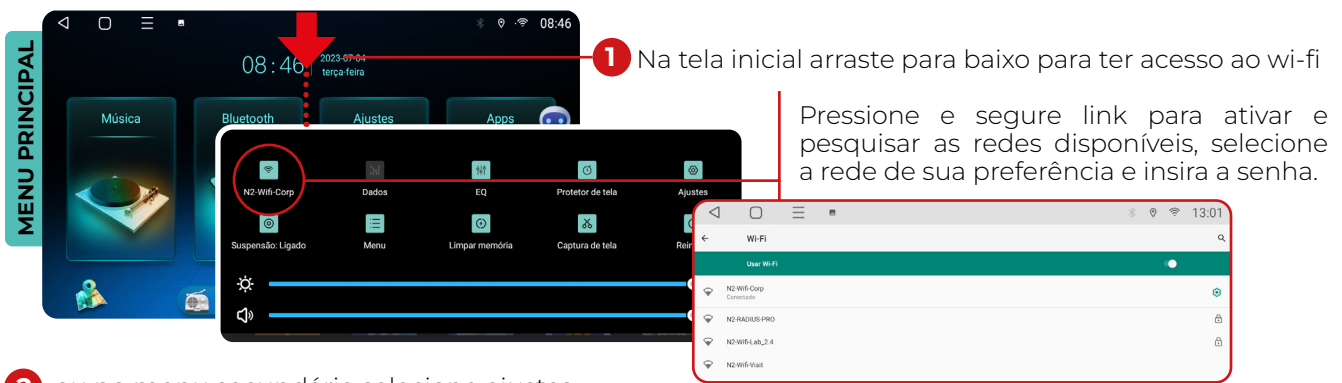 MENU PRINCIPAL
08:46
08:46
2023-07-04
terça-feira
Música
Bluetooth
Ajustes
Apps
1 Na tela inicial arraste para baixo para ter acesso ao wi-fi
Pressione e segure link para ativar e
pesquisar as redes disponíveis, selecione
a rede de sua preferência e insira a senha.
N2-Wifi-Corp
Dados
EQ
Protetor de tela
Ajustes
Suspensão: Ligado
Menu
Limpar memória
Captura de tela
13:01
Wi-Fi
Usar Wi-Fi
N2-Wifi-Corp
Conectado
N2-RADIUS-PRO
N2-Wifi-Lab_2.4
N2-Wifi-Visit